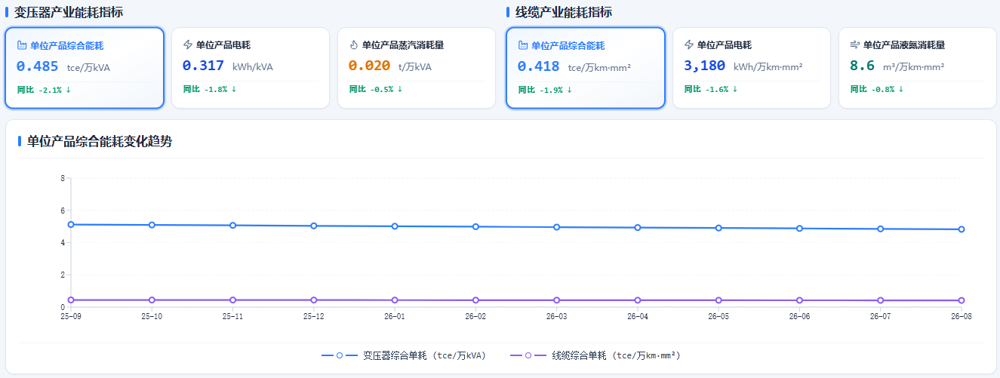 变压器产业能耗指标
单位产品综合能耗
0.485 tce/万kVA
同比 -2.1% ↓
单位产品电耗
0.317 kWh/kVA
同比 -1.8% ↓
单位产品蒸汽消耗量
0.020 t/万kVA
同比 -0.5% ↓
线缆产业能耗指标
单位产品综合能耗
0.418 tce/万km·mm²
同比 -1.9% ↓
单位产品电耗
3,180 kWh/万km·mm²
同比 -1.6% ↓
单位产品液氮消耗量
8.6 m³/万km·mm²
同比 -0.8% ↓
单位产品综合能耗变化趋势
8
6
4
2
0
25-09 25-10 25-11 25-12 26-01 26-02 26-03 26-04 26-05 26-06 26-07 26-08
变压器综合单耗 (tce/万kVA) 线缆综合单耗 (tce/万km·mm²)